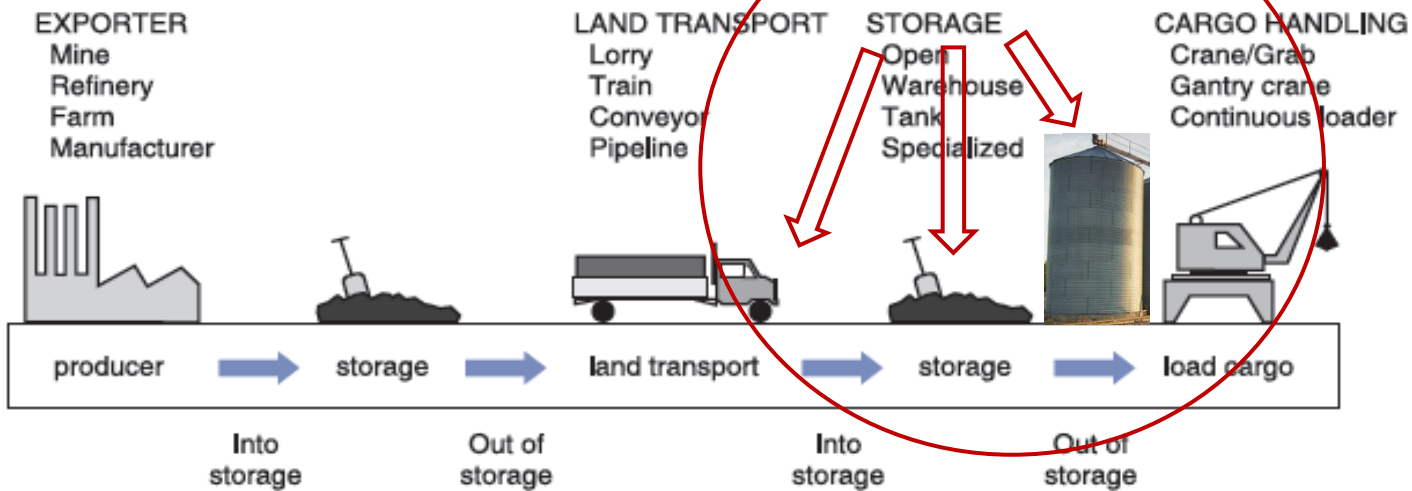 EXPORTER
Mine
Refinery
Farm
Manufacturer
LAND TRANSPORT
Lorry
Train
Conveyor
Pipeline
STORAGE
Open
Warehouse
Tank
Specialized
CARGO HANDLING
Crane/Grab
Gantry crane
Continuous loader
producer
storage
land transport
storage
load cargo
Into
storage
Out of
storage
Into
storage
Out of
storage